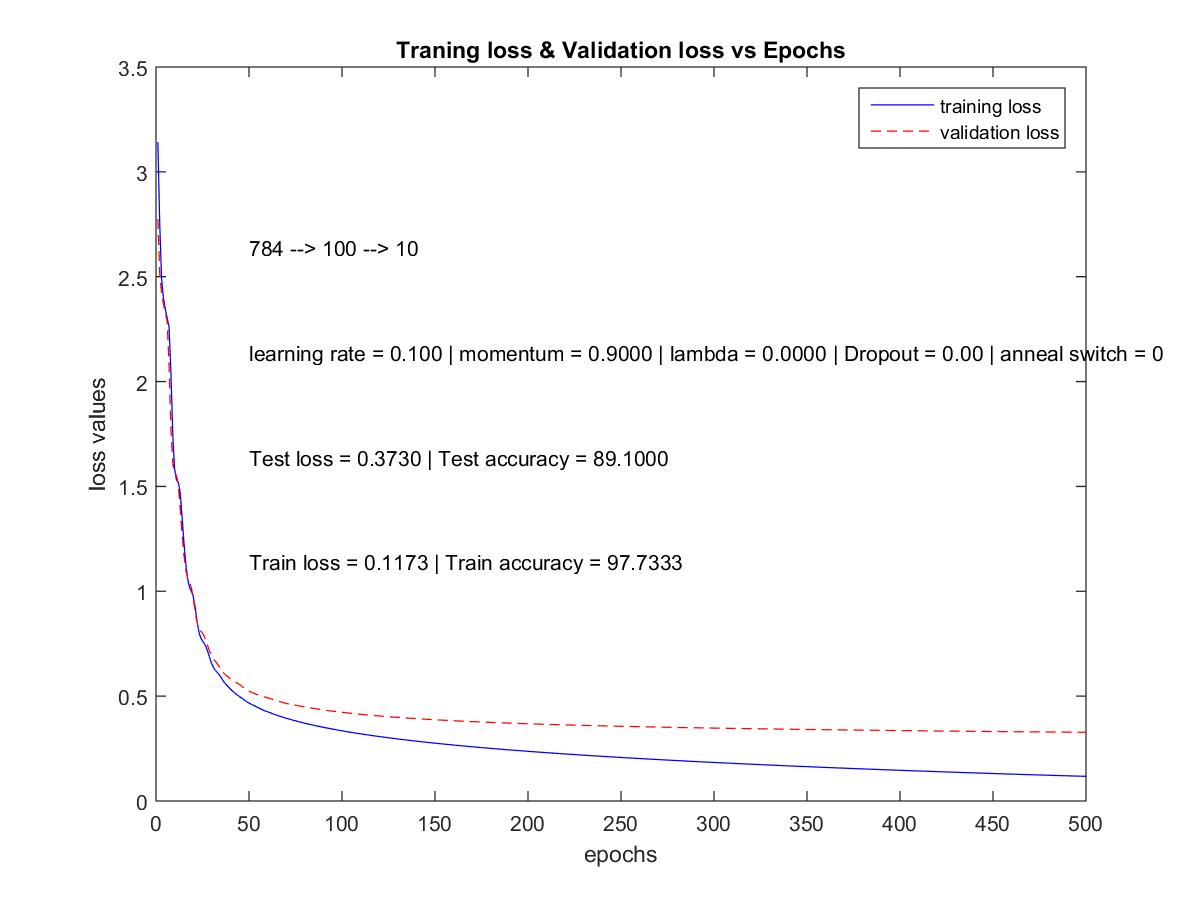 Traning loss & Validation loss vs Epochs
3.5
3
2.5
2
1.5
1
0.5
0
loss values
training loss
validation loss
784 --> 100 --> 10
learning rate = 0.100 | momentum = 0.9000 | lambda = 0.0000 | Dropout = 0.00 | anneal switch = 0
Test loss = 0.3730 | Test accuracy = 89.1000
Train loss = 0.1173 | Train accuracy = 97.7333
0 50 100 150 200 250 300 350 400 450 500
epochs